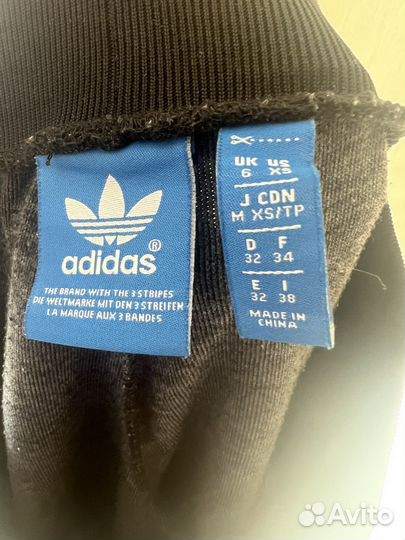 adidas®
THE BRAND WITH THE 3 STRIPES
DIE WELTMARKE MIT DEN 3 STREIFEN
LA MARQUE AUX 3 BANDES
UK US
6 XS
J CDN
M XS/TP
D F
32 34
E I
32 38
MADE IN
CHINA
Avito